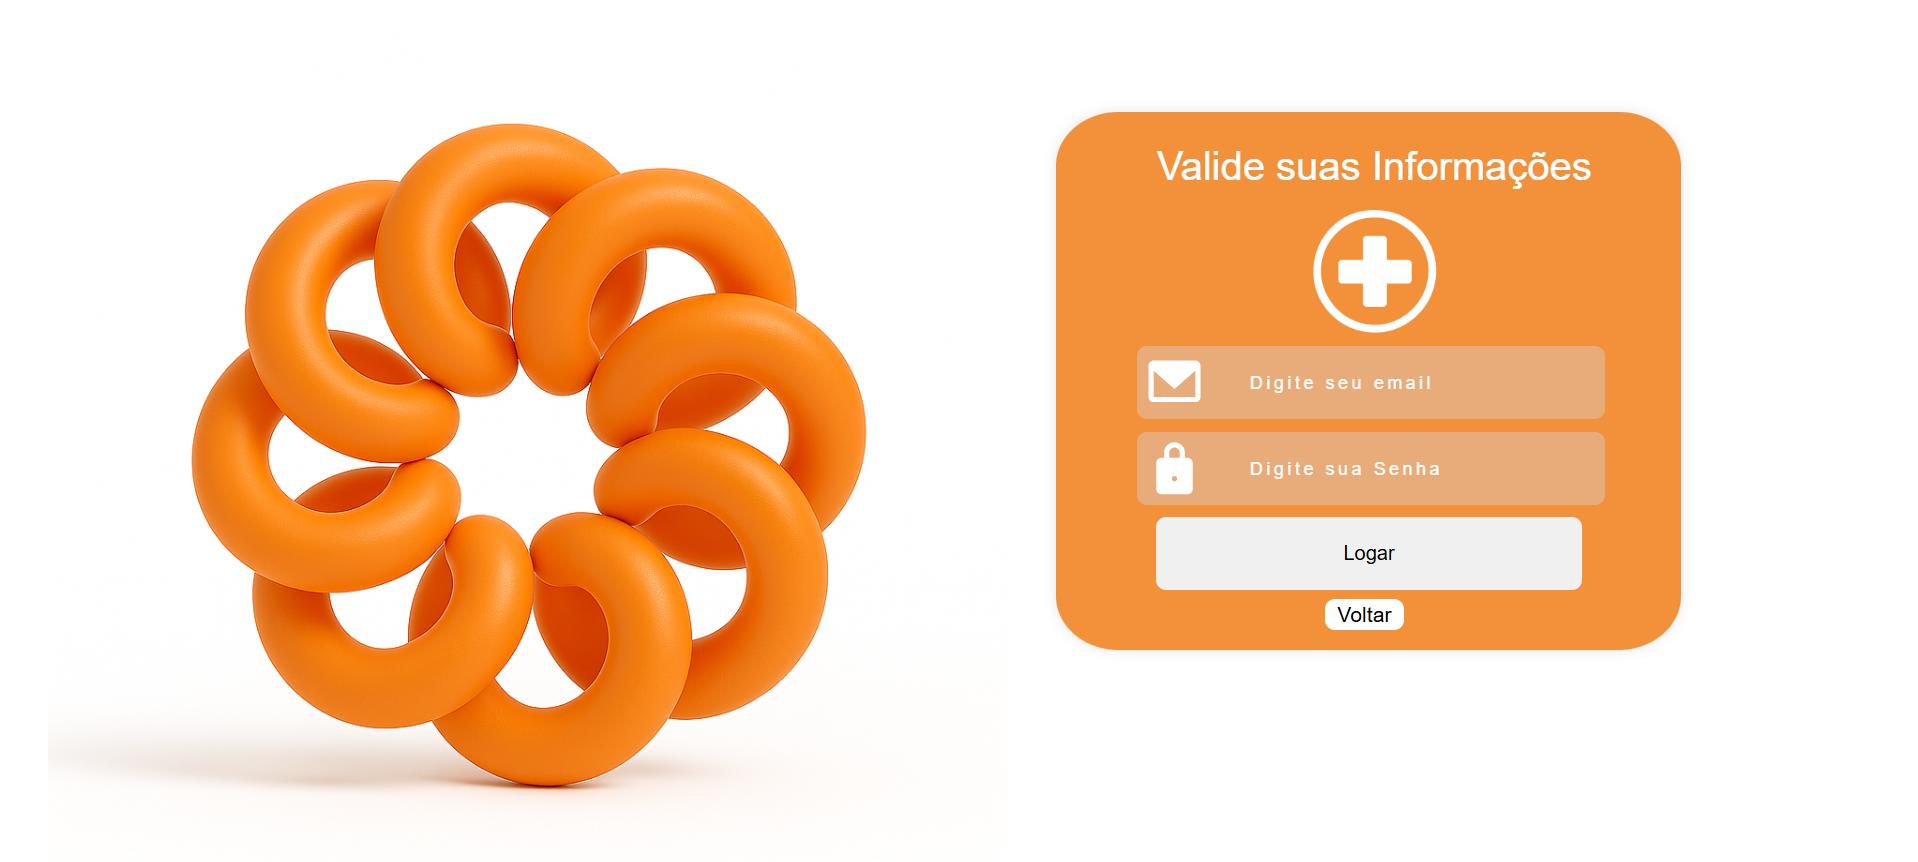 Valide suas Informações
Digite seu email
Digite sua Senha
Logar
Voltar